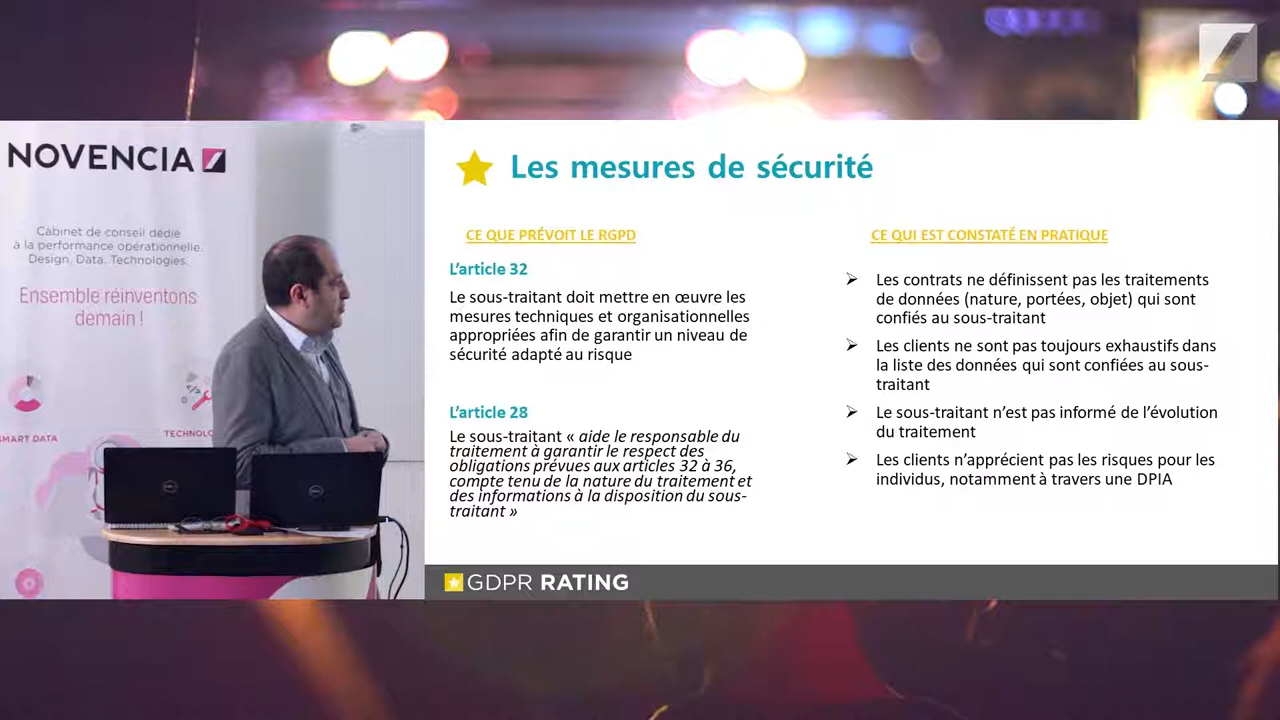 NOVENCIA
Cabinet de conseil dédié
à la performance opérationnelle.
Design. Data. Technologies.
Ensemble réinventons
demain !
SMART DATA
TECHNOLO
DELL
DELL
Les mesures de sécurité
CE QUE PRÉVOIT LE RGPD
L'article 32
Le sous-traitant doit mettre en œuvre les
mesures techniques et organisationnelles
appropriées afin de garantir un niveau de
sécurité adapté au risque
L'article 28
Le sous-traitant « aide le responsable du
traitement à garantir le respect des
obligations prévues aux articles 32 à 36,
compte tenu de la nature du traitement et
des informations à la disposition du sous-
traitant »
CE QUI EST CONSTATÉ EN PRATIQUE
Les contrats ne définissent pas les traitements
de données (nature, portées, objet) qui sont
confiés au sous-traitant
Les clients ne sont pas toujours exhaustifs dans
la liste des données qui sont confiées au sous-
traitant
Le sous-traitant n'est pas informé de l'évolution
du traitement
Les clients n'apprécient pas les risques pour les
individus, notamment à travers une DPIA
GDPR RATING